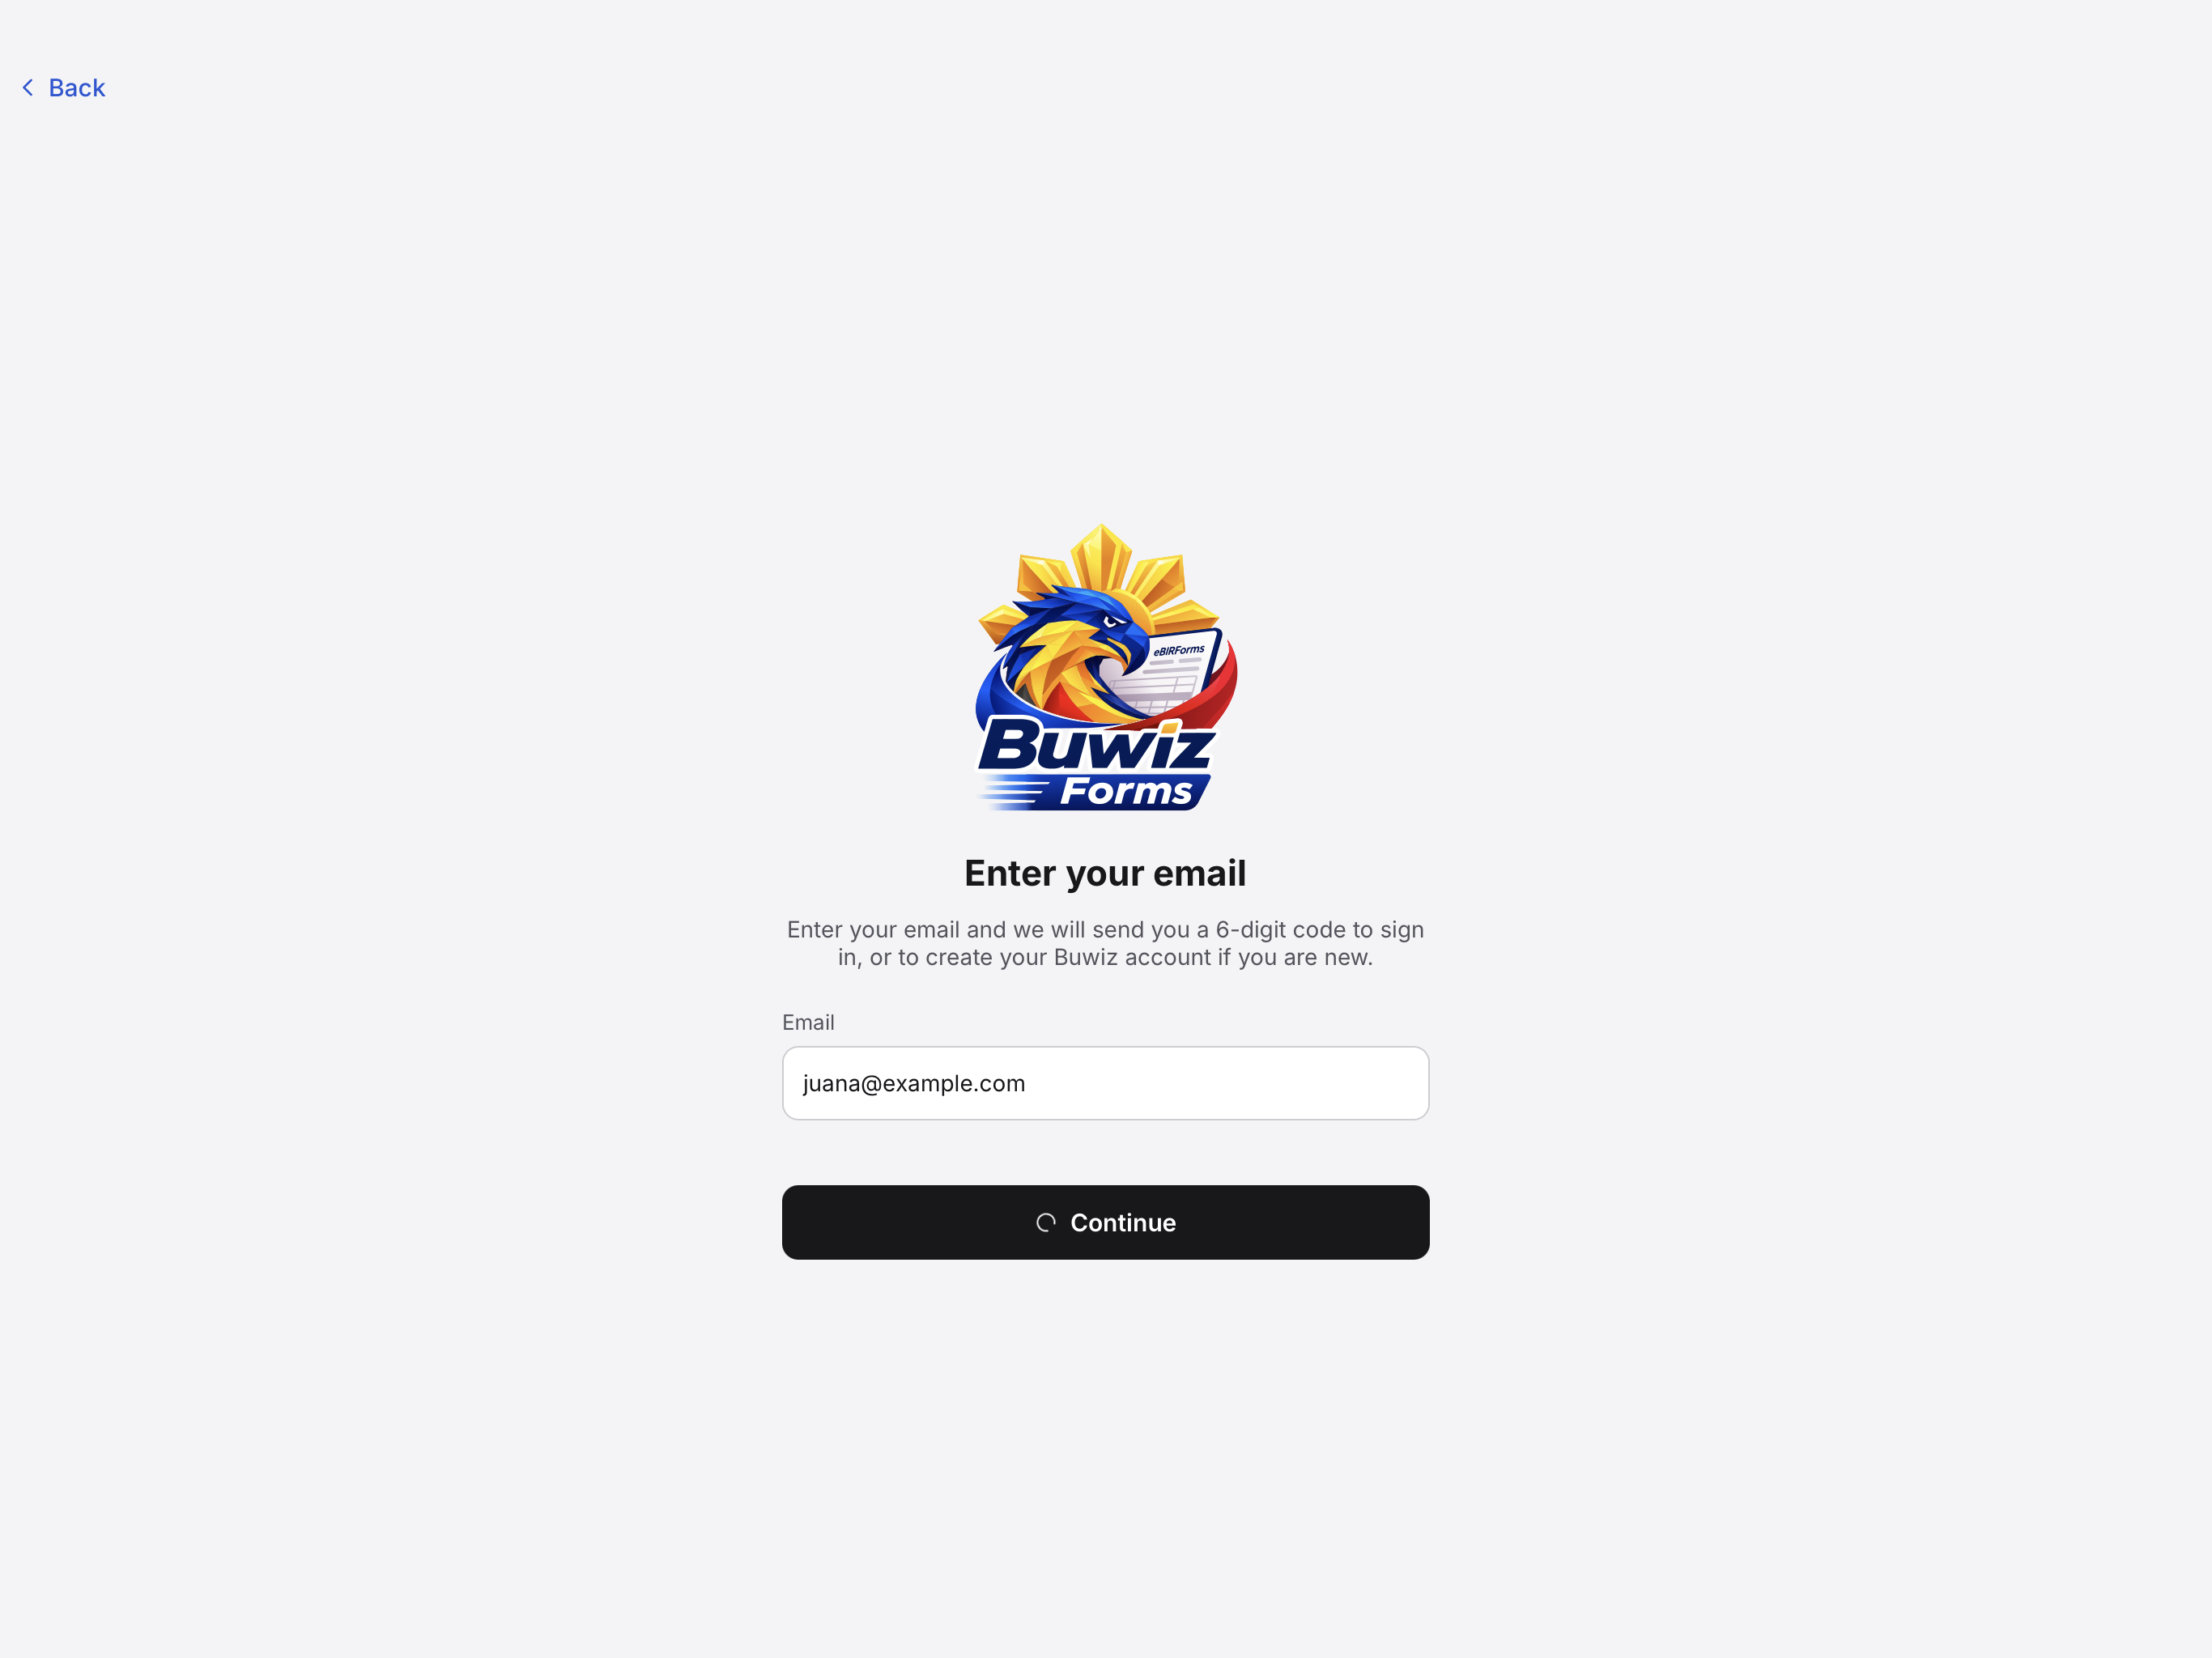 Back
eBIRForms
Buwiz
Forms
Enter your email
Enter your email and we will send you a 6-digit code to sign
in, or to create your Buwiz account if you are new.
Email
juana@example.com
Continue